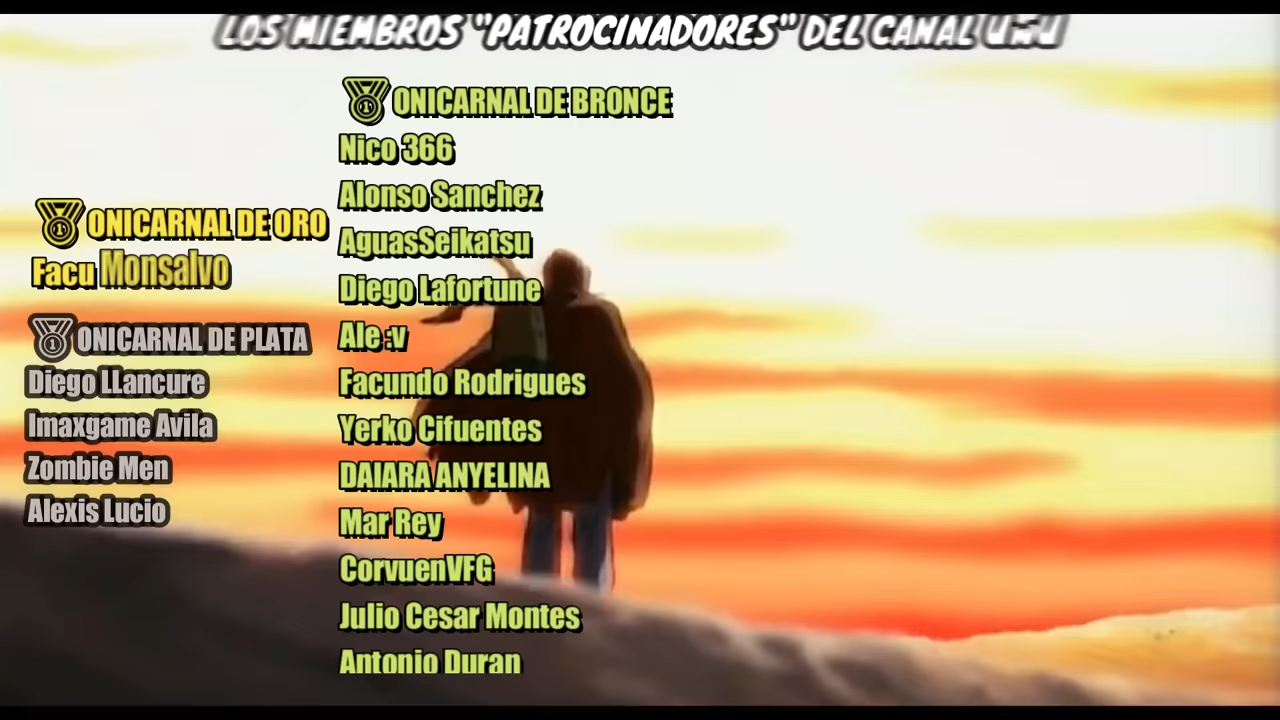 LOS MIEMBROS "PATROCINADORES" DEL CANAL UwU
ONICARNAL DE ORO
Facu Monsalvo
ONICARNAL DE PLATA
Diego LLancure
Imaxgame Avila
Zombie Men
Alexis Lucio
ONICARNAL DE BRONCE
Nico 366
Alonso Sanchez
AguasSeikatsu
Diego Lafortune
Ale :v
Facundo Rodrigues
Yerko Cifuentes
DAIARA ANYELINA
Mar Rey
CorvuenVFG
Julio Cesar Montes
Antonio Duran